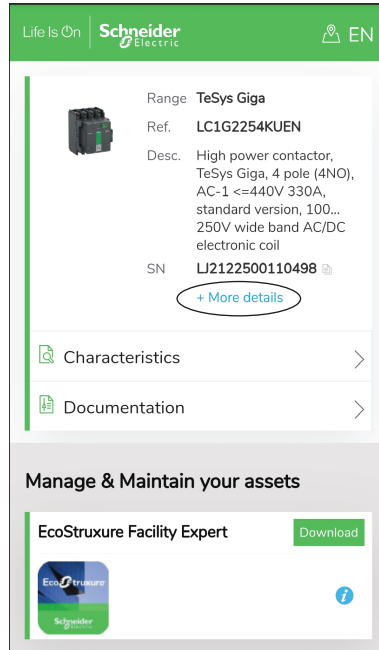 Life Is On | Schneider Electric EN
Range TeSys Giga
Ref. LC1G2254KUEN
Desc. High power contactor,
TeSys Giga, 4 pole (4NO),
AC-1 <=440V 330A,
standard version, 100...
250V wide band AC/DC
electronic coil
SN LJ2122500110498
+ More details
Characteristics
Documentation
Manage & Maintain your assets
EcoStruxure Facility Expert Download
EcoStruxure
Schneider
Electric